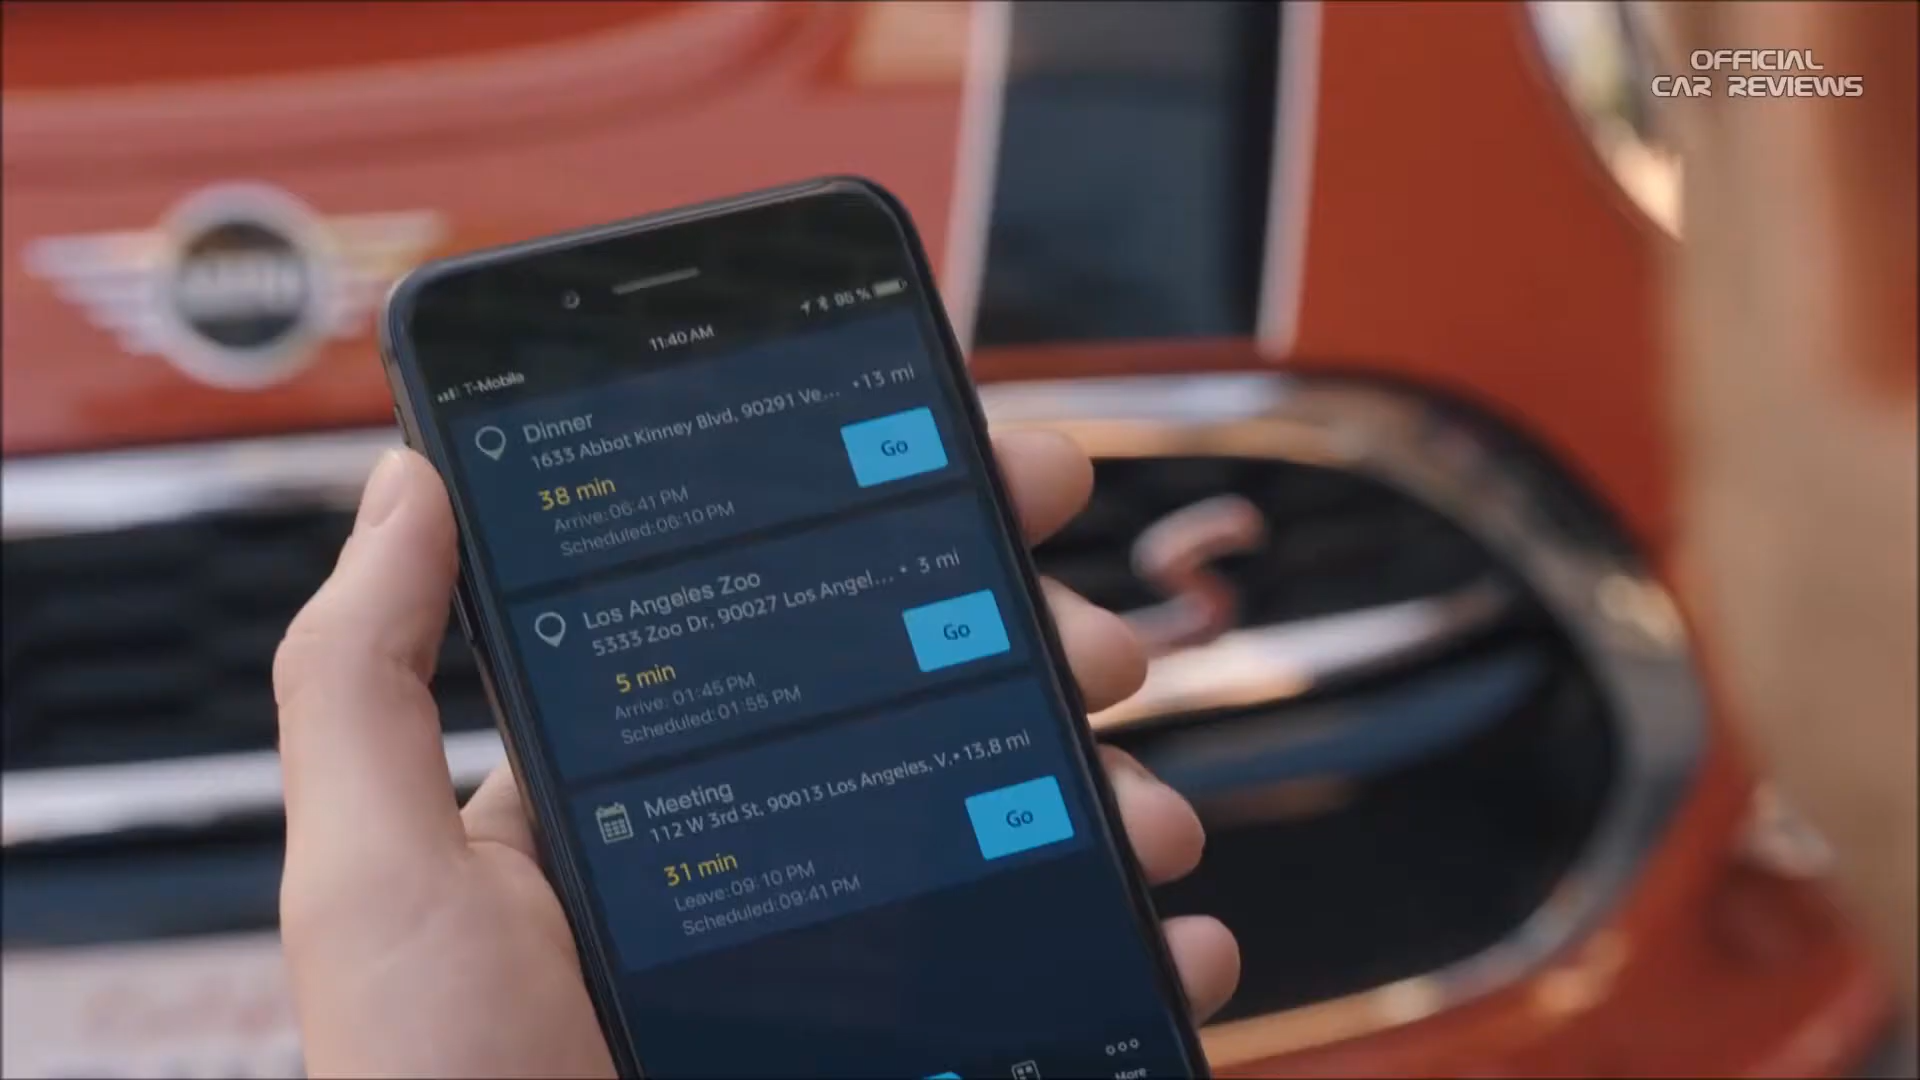 OFFICIAL
CAR REVIEWS
11:40 AM
95 %
T-Mobile
Dinner
1633 Abbot Kinney Blvd, 90291 Ve... • 13 mi
38 min
Arrive: 06:41 PM
Scheduled: 06:10 PM
Go
Los Angeles Zoo
5333 Zoo Dr, 90027 Los Angel... • 3 mi
5 min
Arrive: 01:45 PM
Scheduled: 01:55 PM
Go
Meeting
112 W 3rd St, 90013 Los Angeles, V.• 13,8 mi
31 min
Leave: 09:10 PM
Scheduled: 09:41 PM
Go
More
S